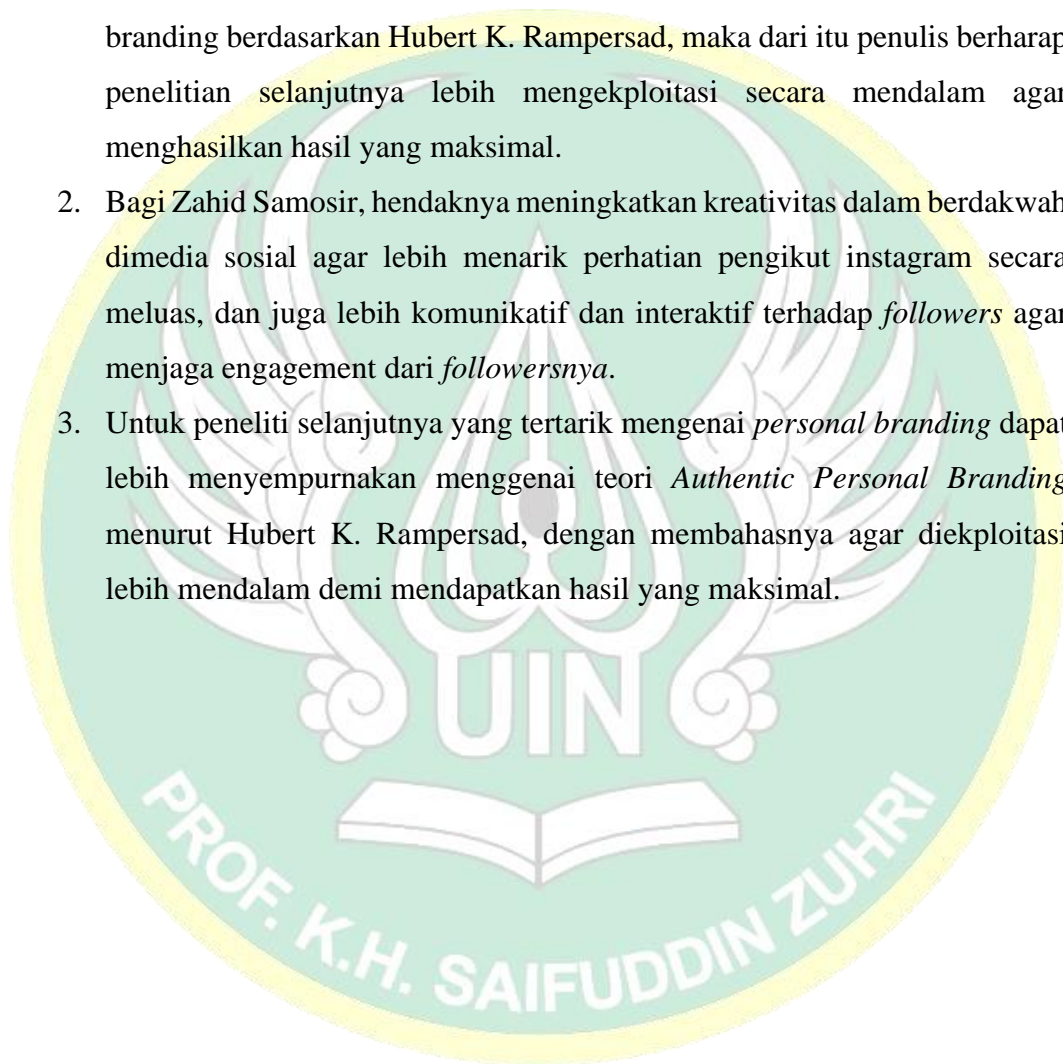 branding berdasarkan Hubert K. Rampersad, maka dari itu penulis berharap
penelitian selanjutnya lebih mengekploitasi secara mendalam agar
menghasilkan hasil yang maksimal.
2. Bagi Zahid Samosir, hendaknya meningkatkan kreativitas dalam berdakwah
dimedia sosial agar lebih menarik perhatian pengikut instagram secara
meluas, dan juga lebih komunikatif dan interaktif terhadap followers agar
menjaga engagement dari followersnya.
3. Untuk peneliti selanjutnya yang tertarik mengenai personal branding dapat
lebih menyempurnakan menggenai teori Authentic Personal Branding
menurut Hubert K. Rampersad, dengan membahasnya agar diekploitasi
lebih mendalam demi mendapatkan hasil yang maksimal.
UIN
PROF. K.H. SAIFUDDIN ZUHRI